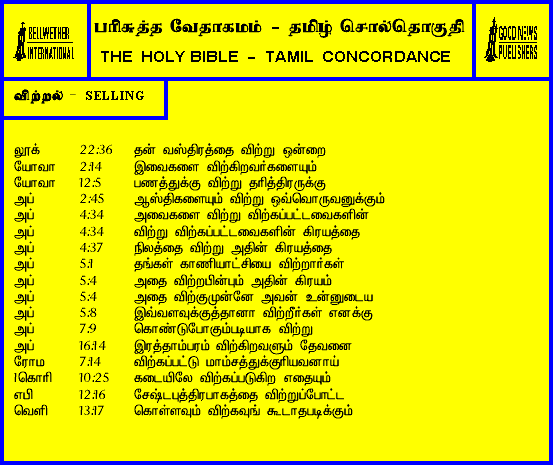 BELLWETHER
INTERNATIONAL
பரிசுத்த வேதாகமம் - தமிழ் சொல்தொகுதி
THE HOLY BIBLE - TAMIL CONCORDANCE
GOOD NEWS
PUBLISHERS
விற்றல் - SELLING
லூக் 22:36 தன் வஸ்திரத்தை விற்று ஒன்றை
யோவா 2:14 இவைகளை விற்கிறவர்களையும்
யோவா 12:5 பணத்துக்கு விற்று தரித்திரருக்கு
அப் 2:45 ஆஸ்திகளையும் விற்று ஒவ்வொருவனுக்கும்
அப் 4:34 அவைகளை விற்று விற்கப்பட்டவைகளின்
அப் 4:34 விற்று விற்கப்பட்டவைகளின் கிரயத்தை
அப் 4:37 நிலத்தை விற்று அதின் கிரயத்தை
அப் 5:1 தங்கள் காணியாட்சியை விற்றார்கள்
அப் 5:4 அதை விற்றபின்பும் அதின் கிரயம்
அப் 5:4 அதை விற்குமுன்னே அவன் உன்னுடைய
அப் 5:8 இவ்வளவுக்குத்தானா விற்றீர்கள் எனக்கு
அப் 7:9 கொண்டுபோகும்படியாக விற்று
அப் 16:14 இரத்தாம்பரம் விற்கிறவளும் தேவனை
ரோம 7:14 விற்கப்பட்டு மாம்சத்துக்குரியவனாய்
1கொரி 10:25 கடையிலே விற்கப்படுகிற எதையும்
எபி 12:16 சேஷ்டபுத்திரபாகத்தை விற்றுப்போட்ட
வெளி 13:17 கொள்ளவும் விற்கவுங் கூடாதபடிக்கும்